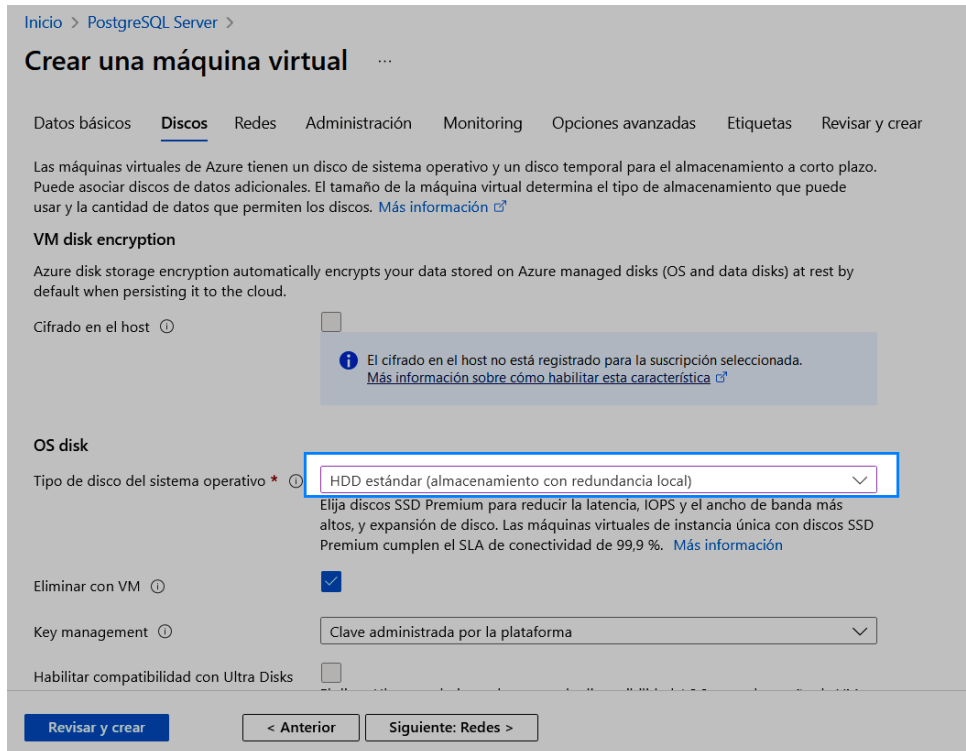 Inicio > PostgreSQL Server >
Crear una máquina virtual ...
Datos básicos Discos Redes Administración Monitoring Opciones avanzadas Etiquetas Revisar y crear
Las máquinas virtuales de Azure tienen un disco de sistema operativo y un disco temporal para el almacenamiento a corto plazo.
Puede asociar discos de datos adicionales. El tamaño de la máquina virtual determina el tipo de almacenamiento que puede
usar y la cantidad de datos que permiten los discos. Más información
VM disk encryption
Azure disk storage encryption automatically encrypts your data stored on Azure managed disks (OS and data disks) at rest by
default when persisting it to the cloud.
Cifrado en el host
El cifrado en el host no está registrado para la suscripción seleccionada.
Más información sobre cómo habilitar esta característica
OS disk
Tipo de disco del sistema operativo *
HDD estándar (almacenamiento con redundancia local)
Elija discos SSD Premium para reducir la latencia, IOPS y el ancho de banda más
altos, y expansión de disco. Las máquinas virtuales de instancia única con discos SSD
Premium cumplen el SLA de conectividad de 99,9 %. Más información
Eliminar con VM
Key management
Clave administrada por la plataforma
Habilitar compatibilidad con Ultra Disks
Revisar y crear
< Anterior
Siguiente: Redes >